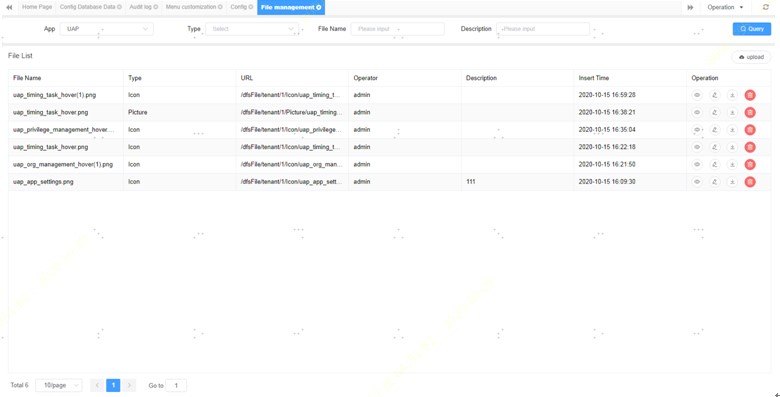 Home Page Config Database Data Audit log Menu customization Config File management Operation
App UAP Type Select File Name Please input Description Please input Query
File List
upload
File Name Type URL Operator Description Insert Time Operation
uap_timing_task_hover(1).png Icon /dfsFile/tenant/1/Icon/uap_timing_t... admin 2020-10-15 16:59:28
uap_timing_task_hover.png Picture /dfsFile/tenant/1/Picture/uap_timing... admin 2020-10-15 16:38:21
uap_privilege_management_hover.... Icon /dfsFile/tenant/1/Icon/uap_privilege... admin 2020-10-15 16:35:04
uap_timing_task_hover.png Icon /dfsFile/tenant/1/Icon/uap_timing_t... admin 2020-10-15 16:22:18
uap_org_management_hover(1).png Icon /dfsFile/tenant/1/Icon/uap_org_man... admin 2020-10-15 16:21:50
uap_app_settings.png Icon /dfsFile/tenant/1/Icon/uap_app_sett... admin 111 2020-10-15 16:09:30
Total 6 10/page 1 Go to 1